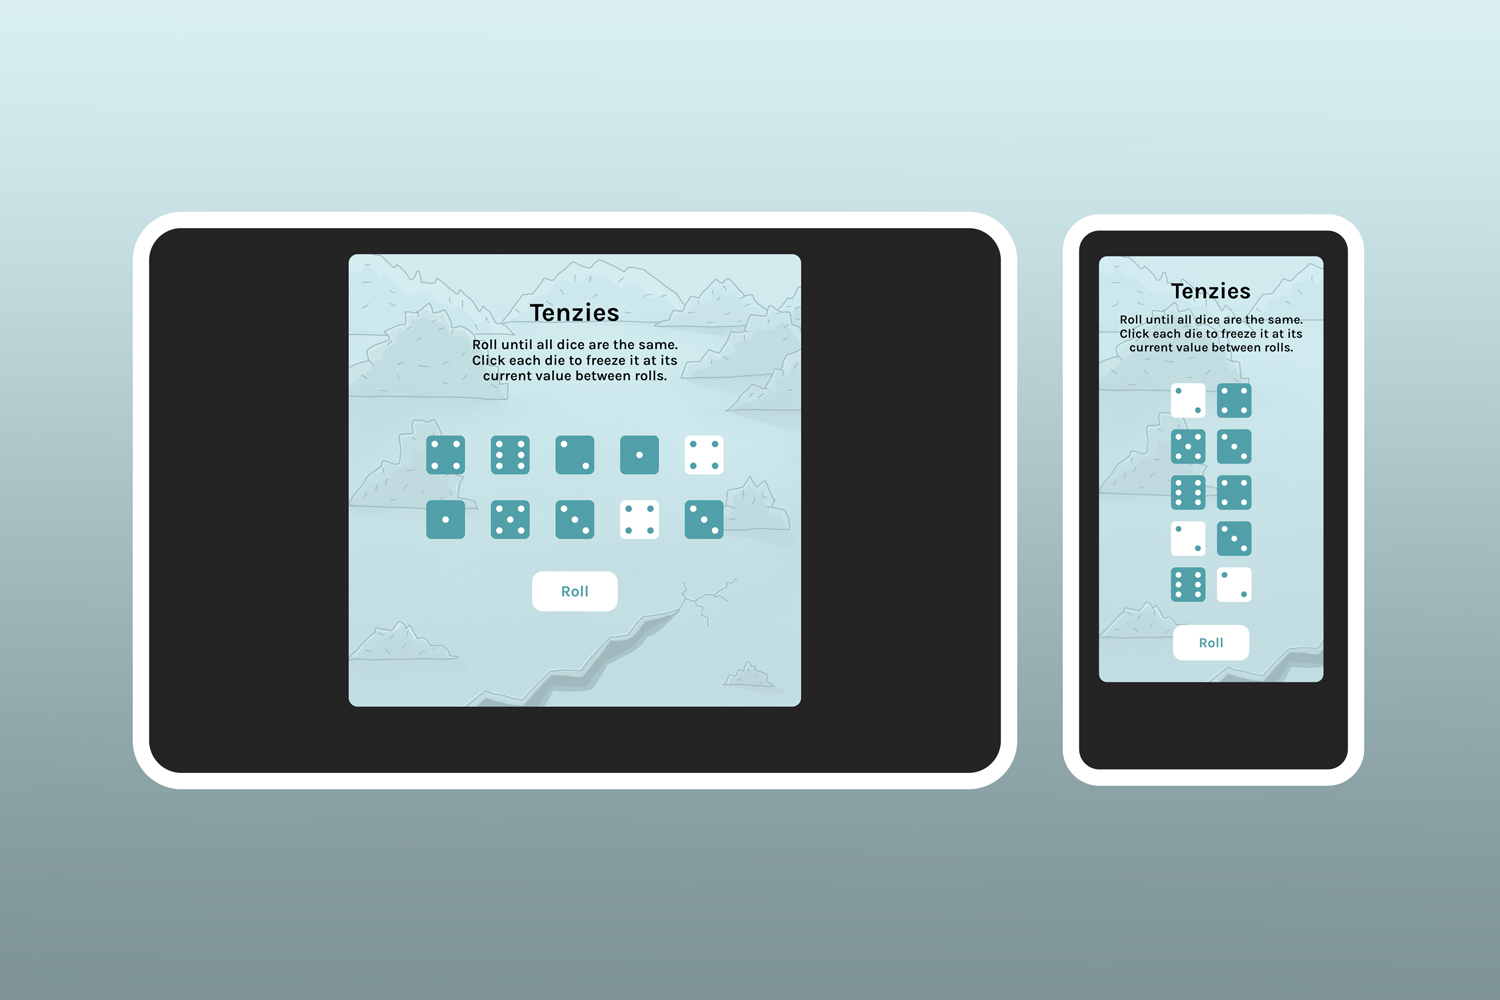 Tenzies
Roll until all dice are the same.
Click each die to freeze it at its
current value between rolls.
Roll
Tenzies
Roll until all dice are the same.
Click each die to freeze it at its
current value between rolls.
Roll